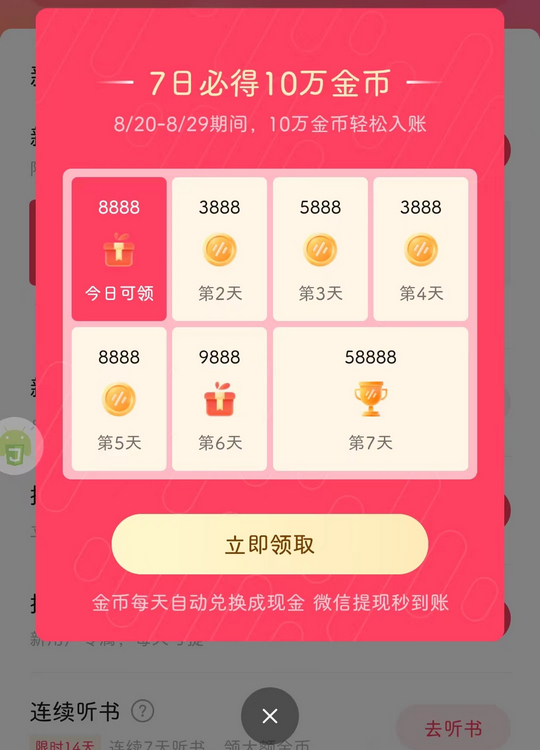 7日必得10万金币
8/20-8/29期间，10万金币轻松入账
8888
3888
5888
3888
今日可领
第2天
第3天
第4天
8888
9888
58888
第5天
第6天
第7天
立即领取
金币每天自动兑换成现金 微信提现秒到账
连续听书 ?
去听书
限时14天 连续7天听书，领大额金币